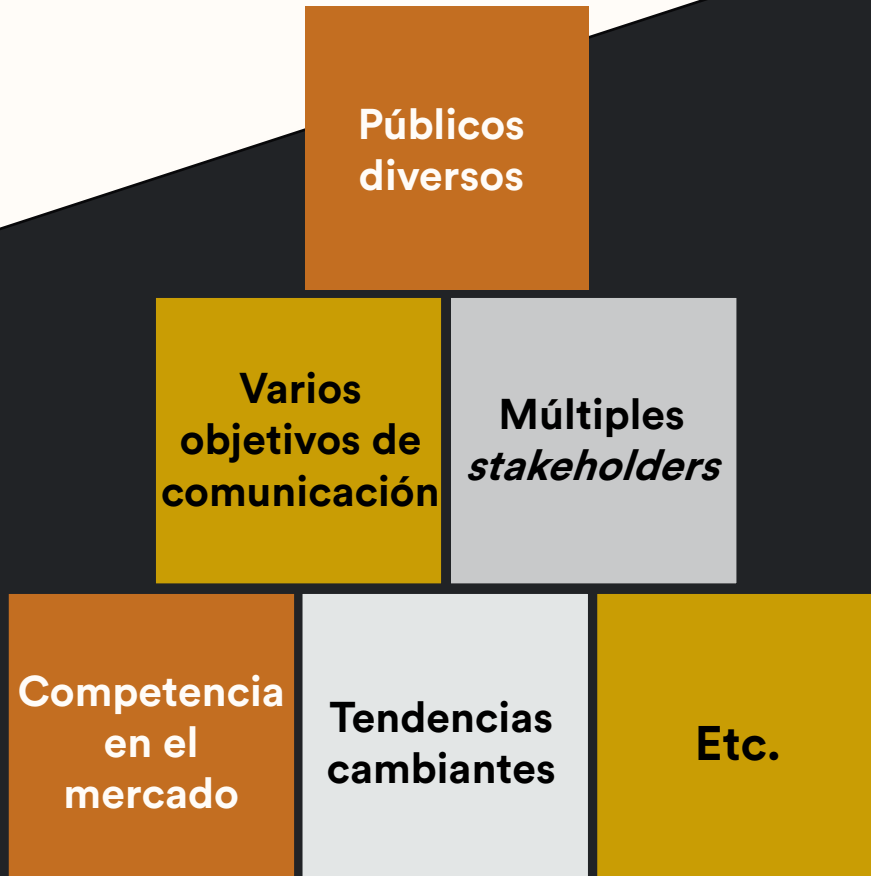 Públicos
diversos
Varios
objetivos de
comunicación
Múltiples
stakeholders
Competencia
en el
mercado
Tendencias
cambiantes
Etc.